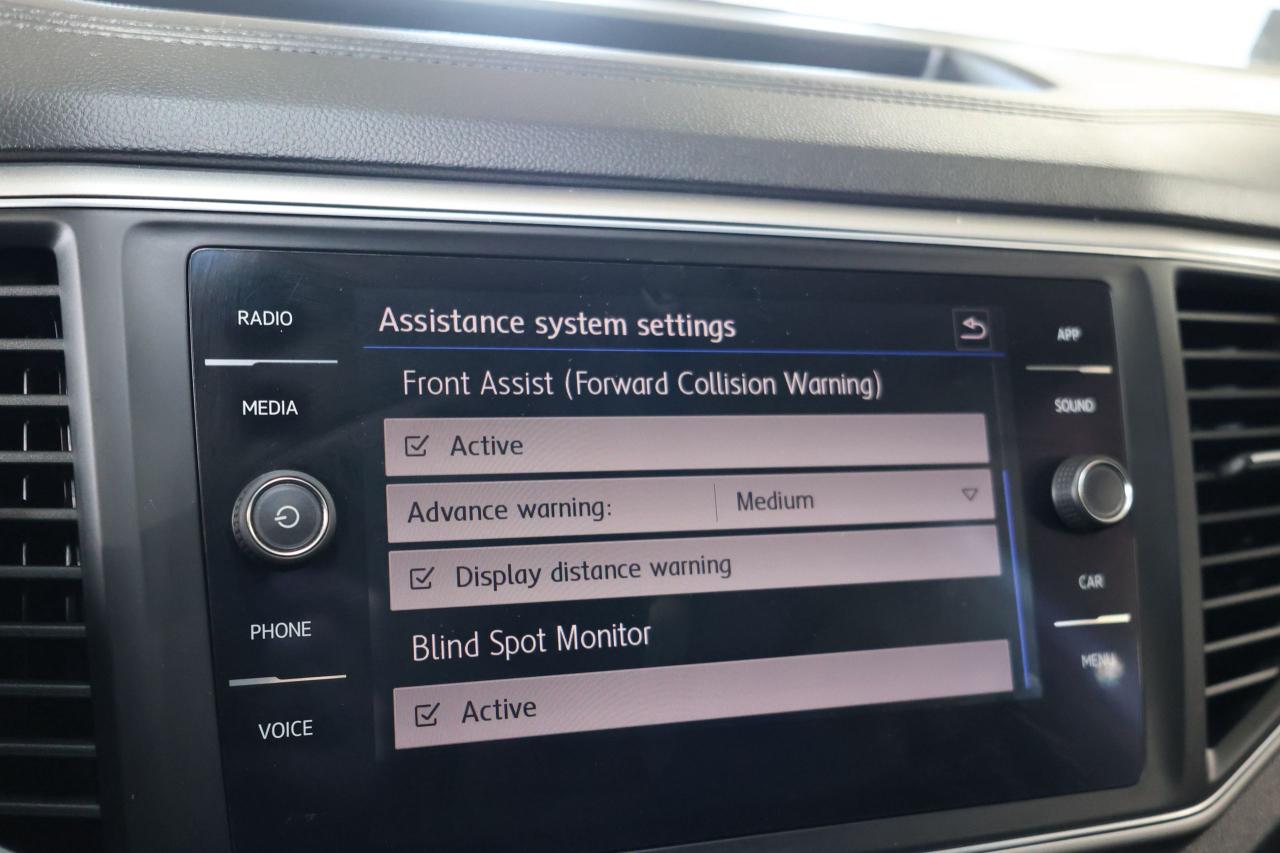 RADIO
MEDIA
PHONE
VOICE
Assistance system settings
Front Assist (Forward Collision Warning)
Active
Advance warning: Medium
Display distance warning
Blind Spot Monitor
Active
APP
SOUND
CAR
MENU